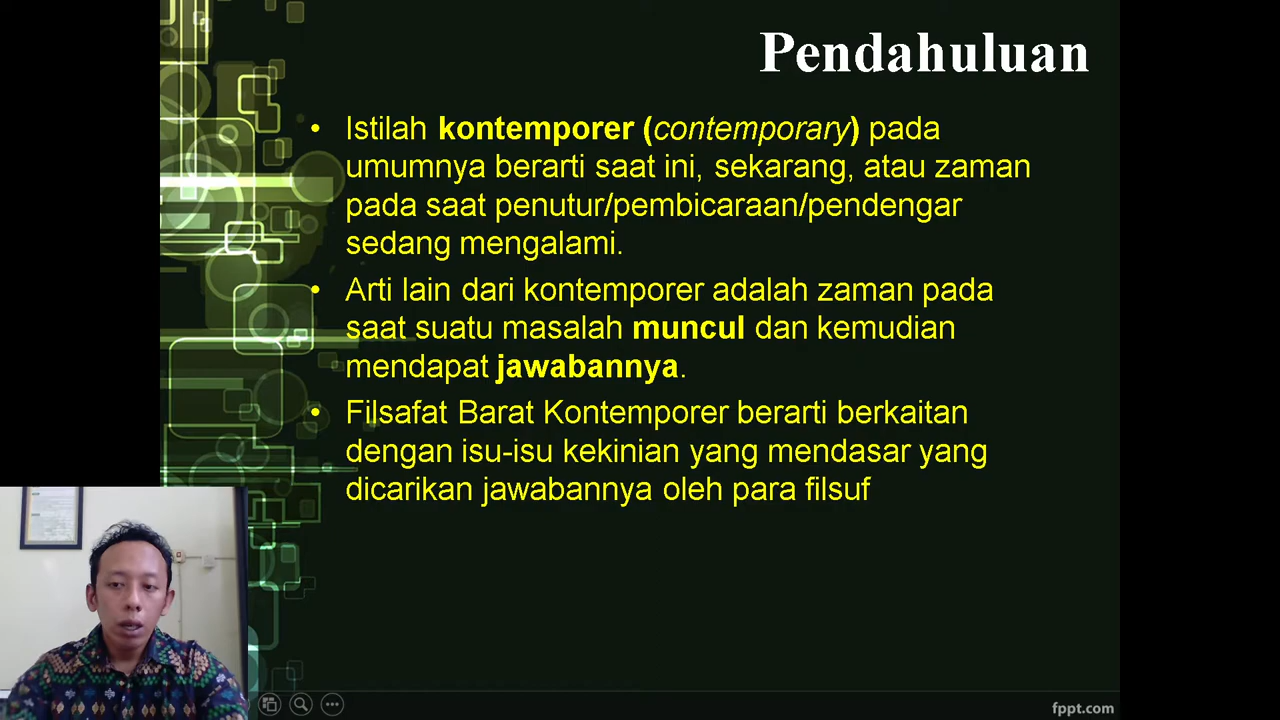 Pendahuluan
• Istilah kontemporer (contemporary) pada
umumnya berarti saat ini, sekarang, atau zaman
pada saat penutur/pembicaraan/pendengar
sedang mengalami.
• Arti lain dari kontemporer adalah zaman pada
saat suatu masalah muncul dan kemudian
mendapat jawabannya.
• Filsafat Barat Kontemporer berarti berkaitan
dengan isu-isu kekinian yang mendasar yang
dicarikan jawabannya oleh para filsuf
fppt.com